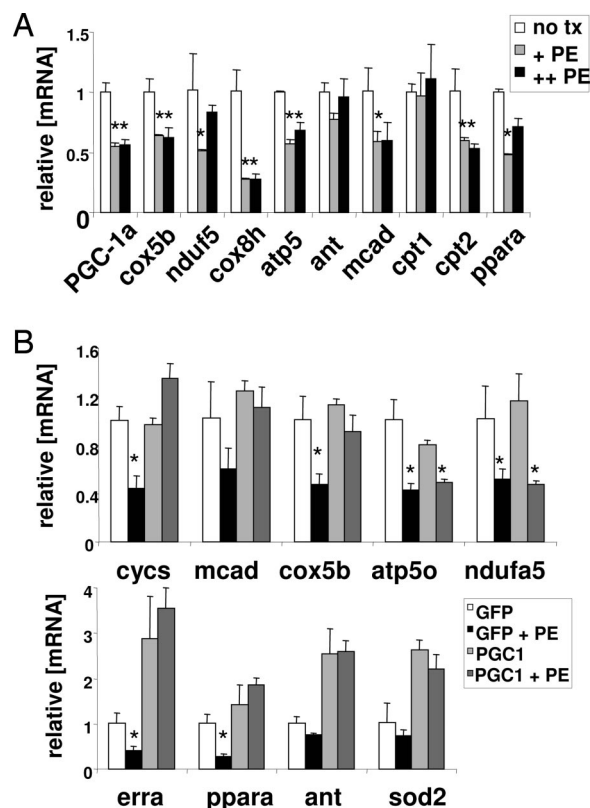 A
no tx
+ PE
++ PE
relative [mRNA]
1.5
1
0.5
0
** ** * ** ** * ** *
PGC-1a cox5b nduf5 cox8h atp5 ant mcad cpt1 cpt2 ppara
B
relative [mRNA]
1.6
1.2
0.8
0.4
0
* * * * * *
cycs mcad cox5b atp5o ndufa5
GFP
GFP + PE
PGC1
PGC1 + PE
relative [mRNA]
4
3
2
1
0
* *
erra ppara ant sod2